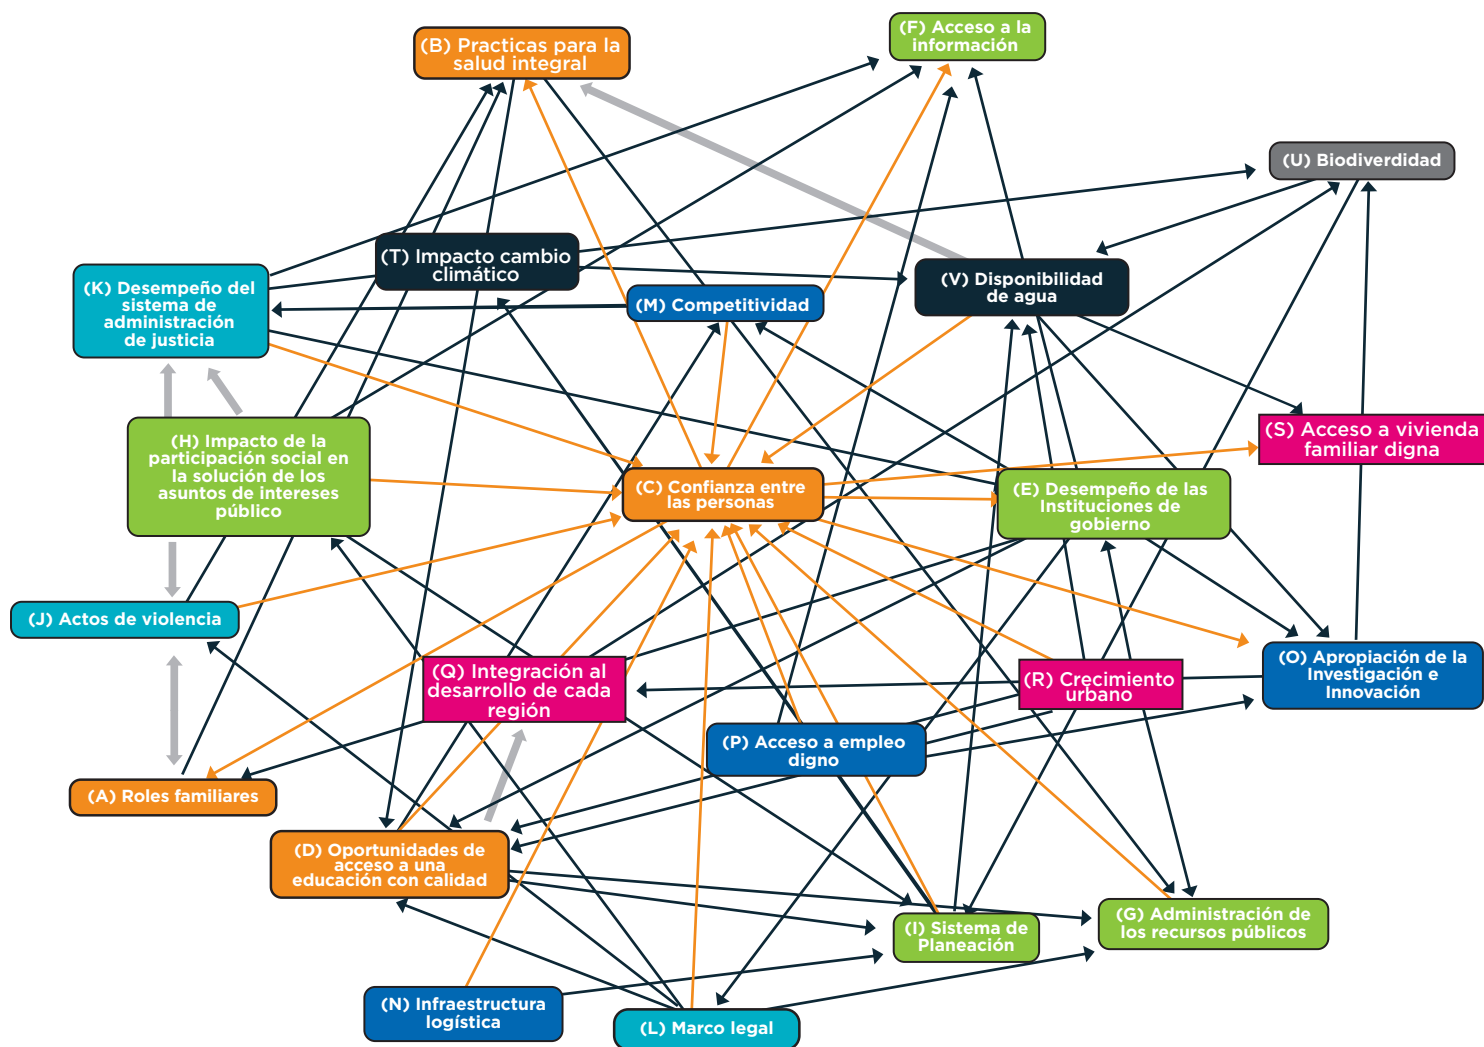 (B) Practicas para la
salud integral
(F) Acceso a la
información
(U) Biodiverdidad
(T) Impacto cambio
climático
(K) Desempeño del
sistema de
administración
de justicia
(M) Competitividad
(V) Disponibilidad
de agua
(H) Impacto de la
participación social en
la solución de los
asuntos de intereses
público
(S) Acceso a vivienda
familiar digna
(C) Confianza entre
las personas
(E) Desempeño de las
Instituciones de
gobierno
(J) Actos de violencia
(Q) Integración al
desarrollo de cada
región
(R) Crecimiento
urbano
(O) Apropiación de la
Investigación e
Innovación
(P) Acceso a empleo
digno
(A) Roles familiares
(D) Oportunidades de
acceso a una
educación con calidad
(I) Sistema de
Planeación
(G) Administración de
los recursos públicos
(N) Infraestructura
logística
(L) Marco legal